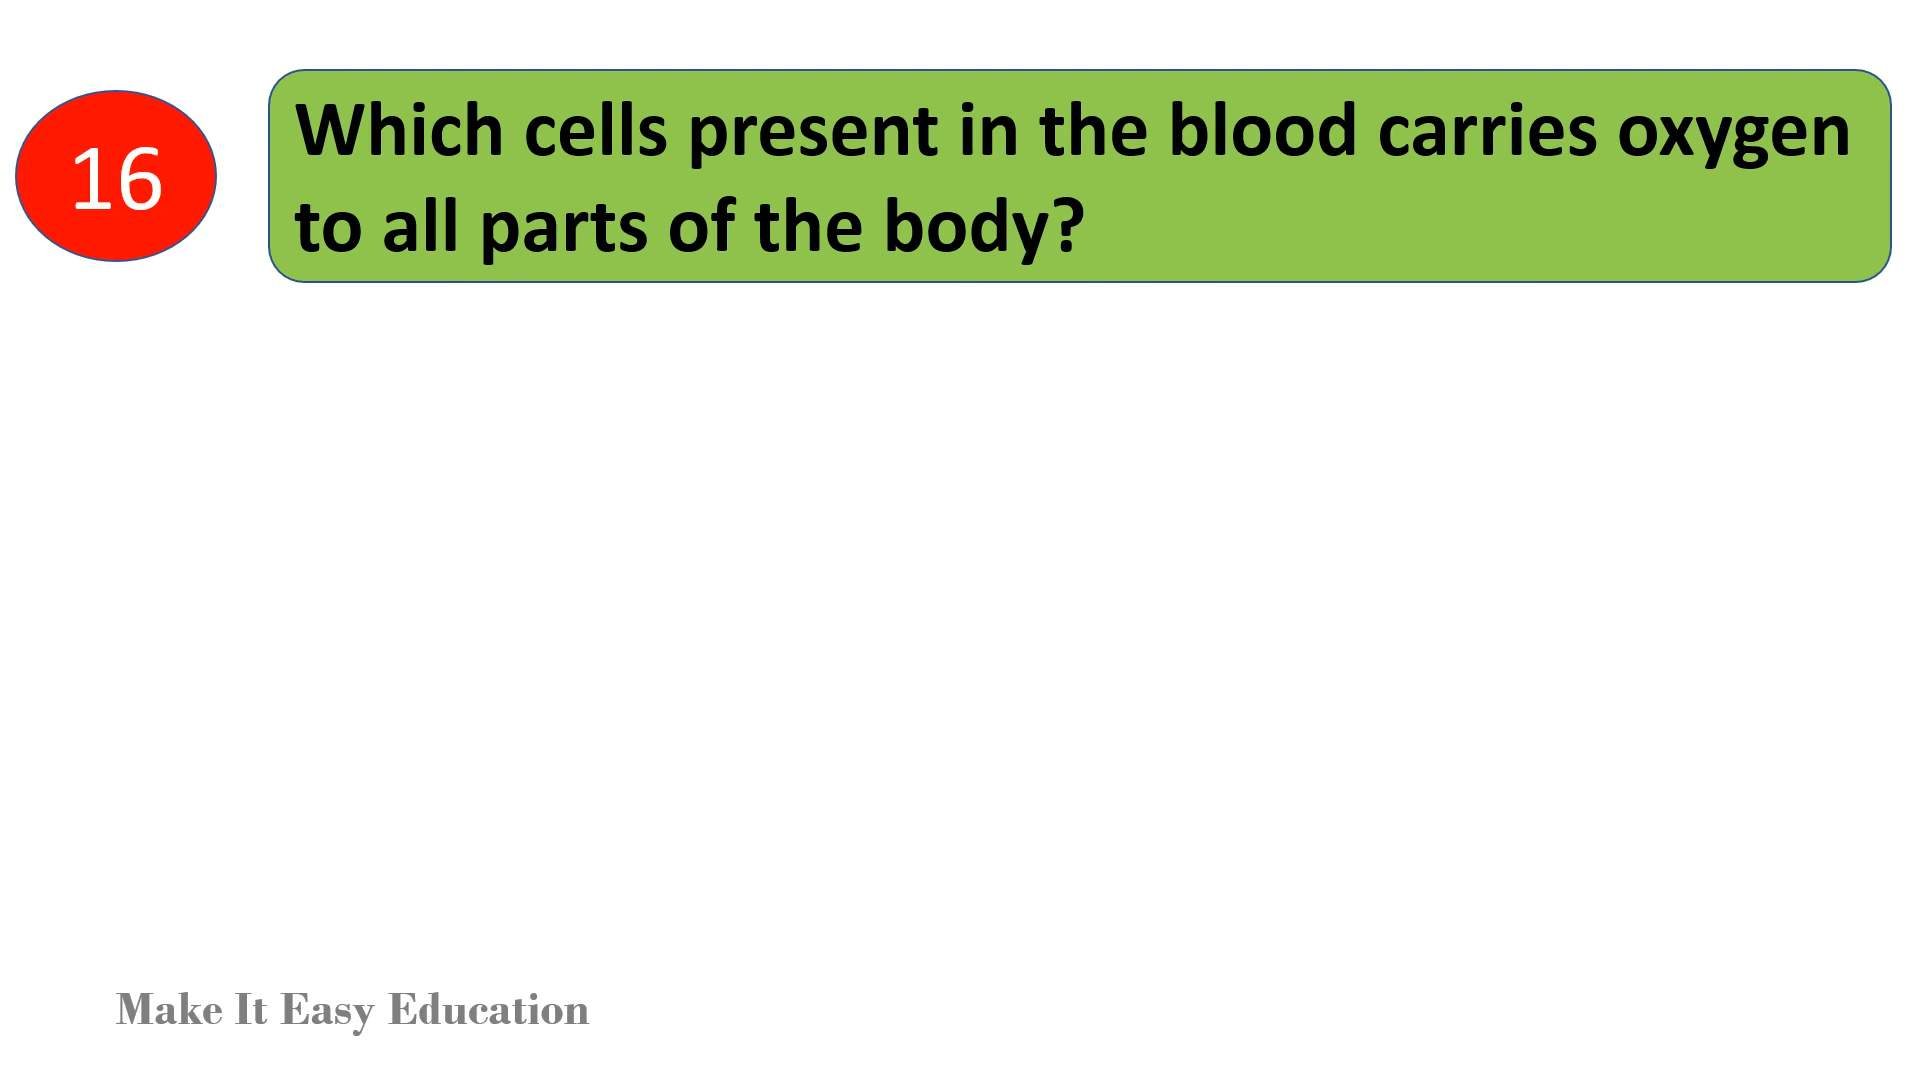 16
Which cells present in the blood carries oxygen
to all parts of the body?
Make It Easy Education